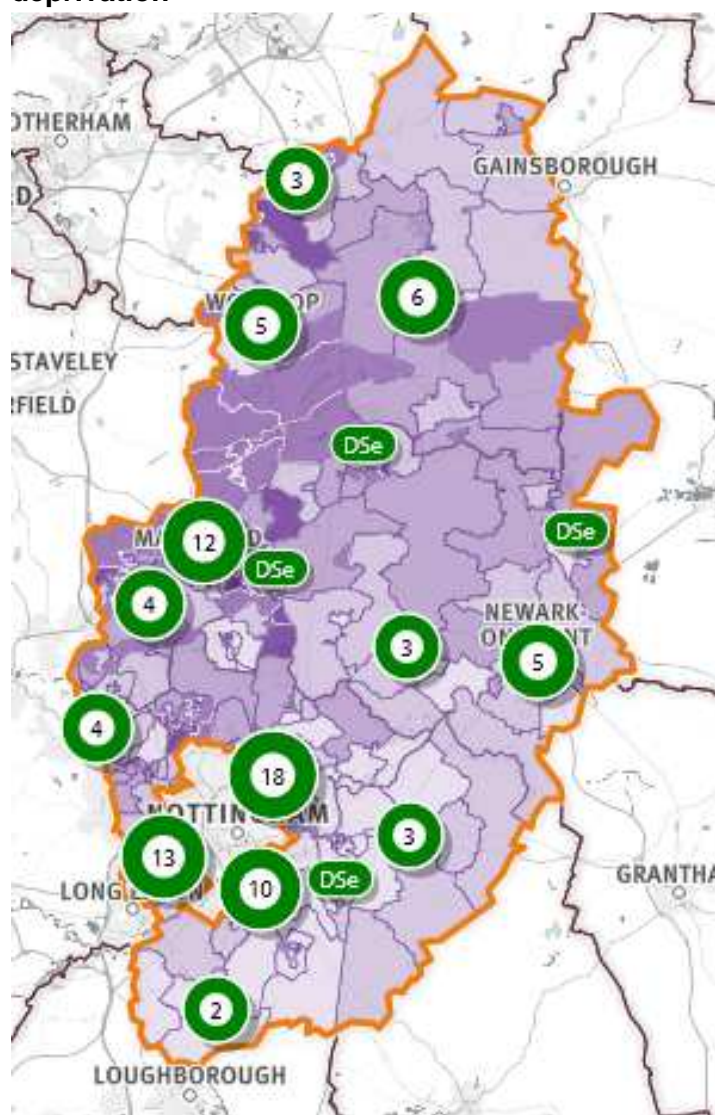 OTHERHAM
3
GAINSBOROUGH
6
5
STAVELEY
RFIELD
DSe
12
DSe
DSe
4
NEWARK-
3
5
4
18
NOTTINGHAM
3
13
GRANTHA
10
DSe
LONG
2
LOUGHBOROUGH